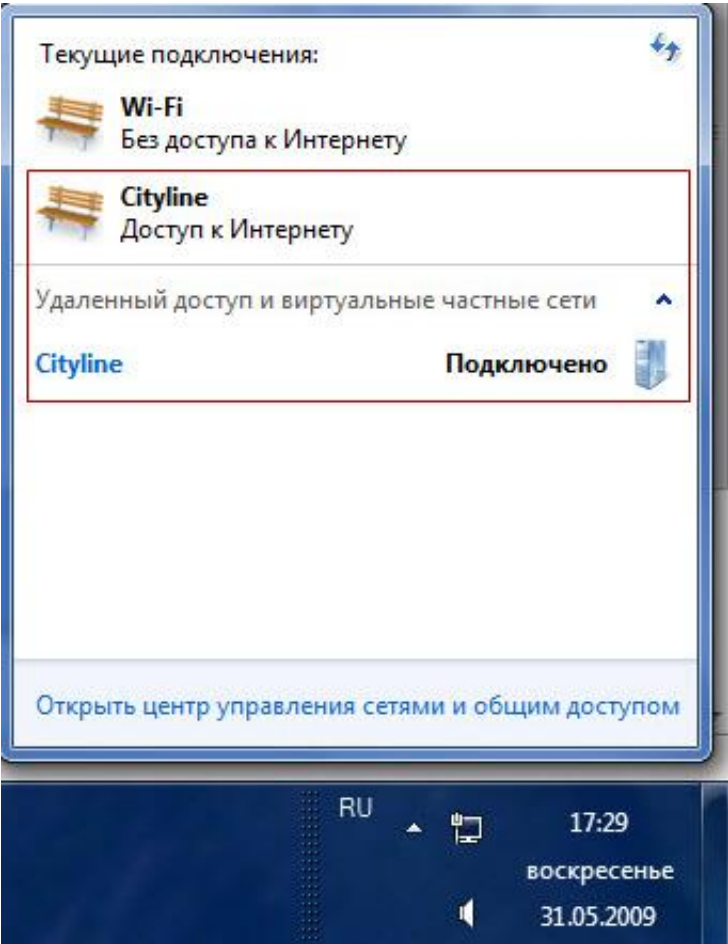 Текущие подключения:
Wi-Fi
Без доступа к Интернету
Cityline
Доступ к Интернету
Удаленный доступ и виртуальные частные сети
Cityline Подключено
Открыть центр управления сетями и общим доступом
RU 17:29
воскресенье
31.05.2009